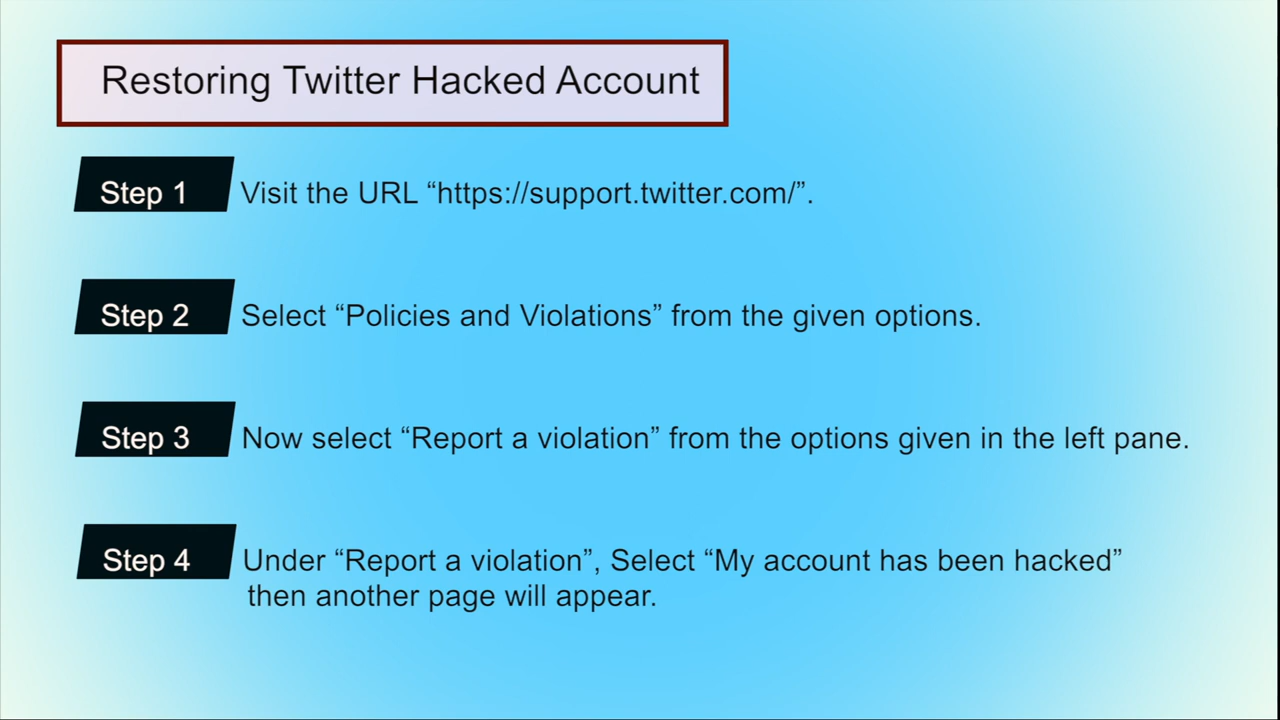 Restoring Twitter Hacked Account
Step 1 Visit the URL “https://support.twitter.com/”.
Step 2 Select “Policies and Violations” from the given options.
Step 3 Now select “Report a violation” from the options given in the left pane.
Step 4 Under “Report a violation”, Select “My account has been hacked”
then another page will appear.